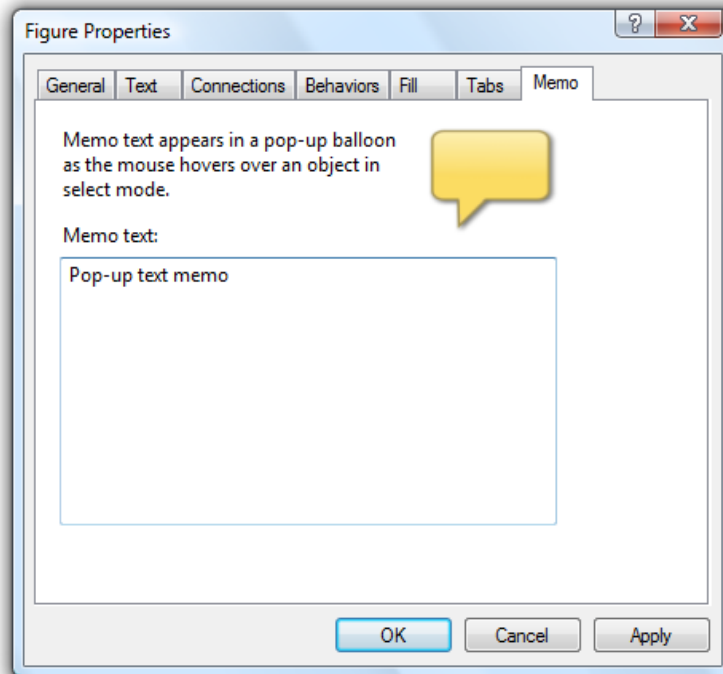 Figure Properties
?
X
General Text Connections Behaviors Fill Tabs Memo
Memo text appears in a pop-up balloon
as the mouse hovers over an object in
select mode.
Memo text:
Pop-up text memo
OK Cancel Apply